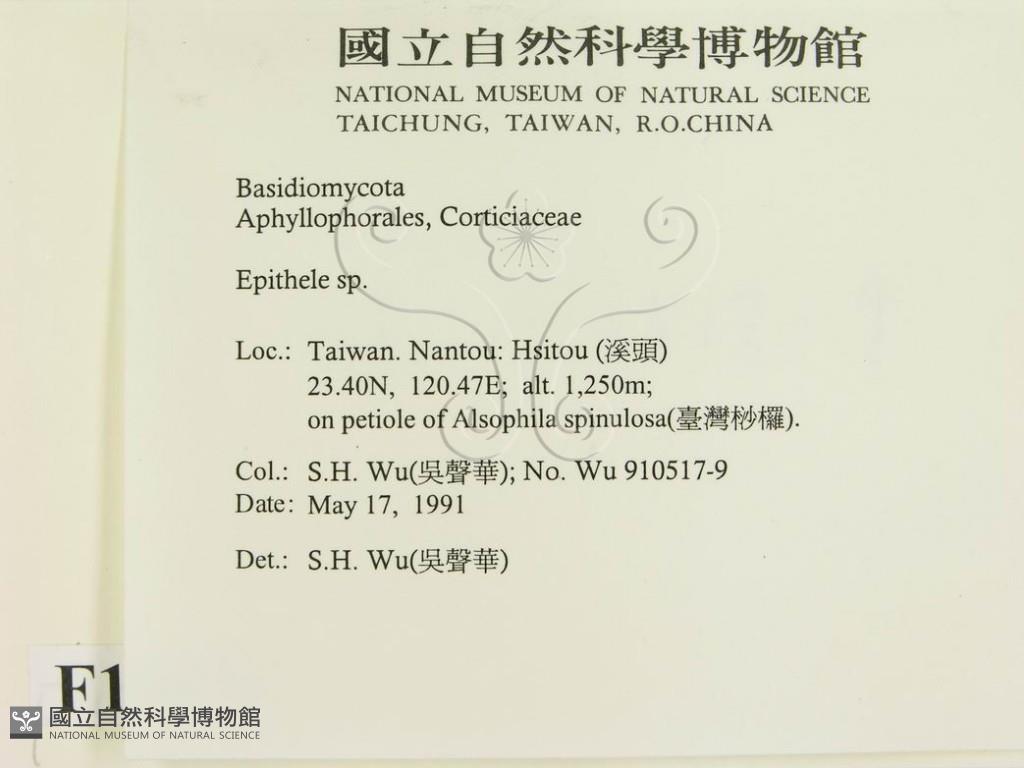 國立自然科學博物館
NATIONAL MUSEUM OF NATURAL SCIENCE
TAICHUNG, TAIWAN, R.O.CHINA
Basidiomycota
Aphyllophorales, Corticiaceae
Epithele sp.
Loc.: Taiwan. Nantou: Hsitou (溪頭)
23.40N, 120.47E; alt. 1,250m;
on petiole of Alsophila spinulosa(臺灣桫欏).
Col.: S.H. Wu(吳聲華); No. Wu 910517-9
Date: May 17, 1991
Det.: S.H. Wu(吳聲華)
F1
國立自然科學博物館
NATIONAL MUSEUM OF NATURAL SCIENCE